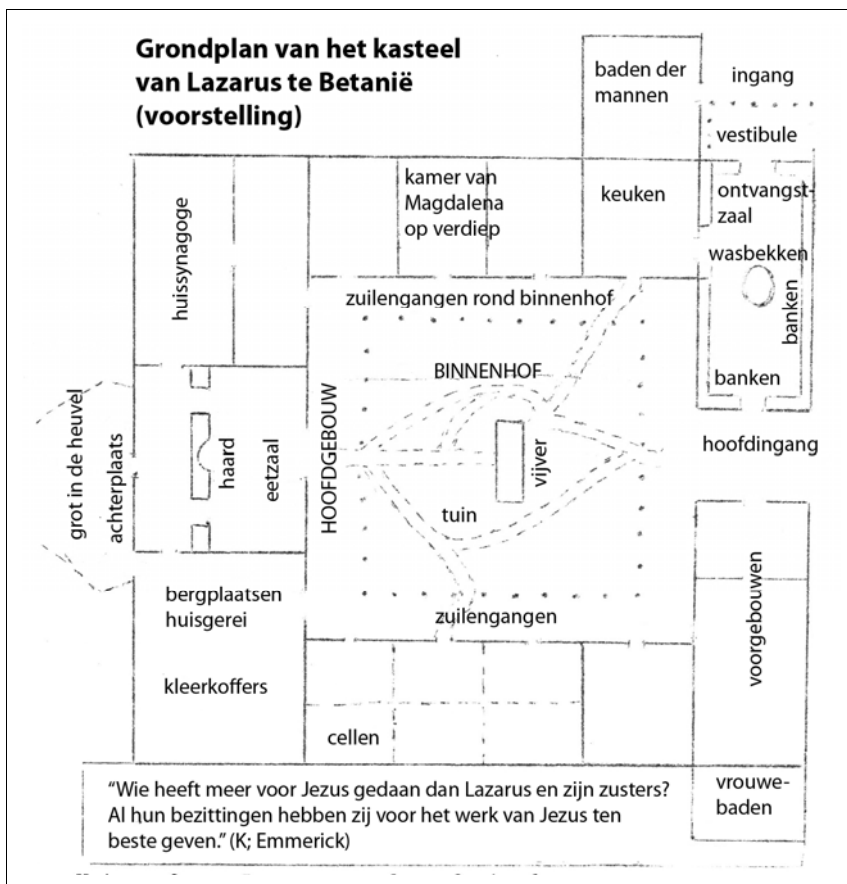 Grondplan van het kasteel
van Lazarus te Betanië
(voorstelling)
baden der
mannen
ingang
vestibule
kamer van
Magdalena
op verdiep
keuken
ontvangst-
zaal
wasbekken
banken
banken
huissynagoge
zuilengangen rond binnenhof
BINNENHOF
HOOFDGEBOUW
grot in de heuvel
achterplaats
haard
eetzaal
vijver
tuin
hoofdingang
bergplaatsen
huisgerei
kleerkoffers
zuilengangen
voorgebouwen
cellen
vrouwe-
baden
“Wie heeft meer voor Jezus gedaan dan Lazarus en zijn zusters?
Al hun bezittingen hebben zij voor het werk van Jezus ten
beste geven.” (K; Emmerick)